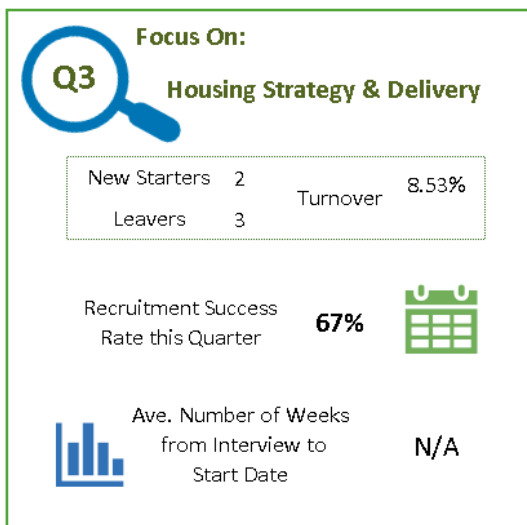 Focus On:
Q3
Housing Strategy & Delivery
New Starters 2
Turnover 8.53%
Leavers 3
Recruitment Success
Rate this Quarter
67%
Ave. Number of Weeks
from Interview to
Start Date
N/A